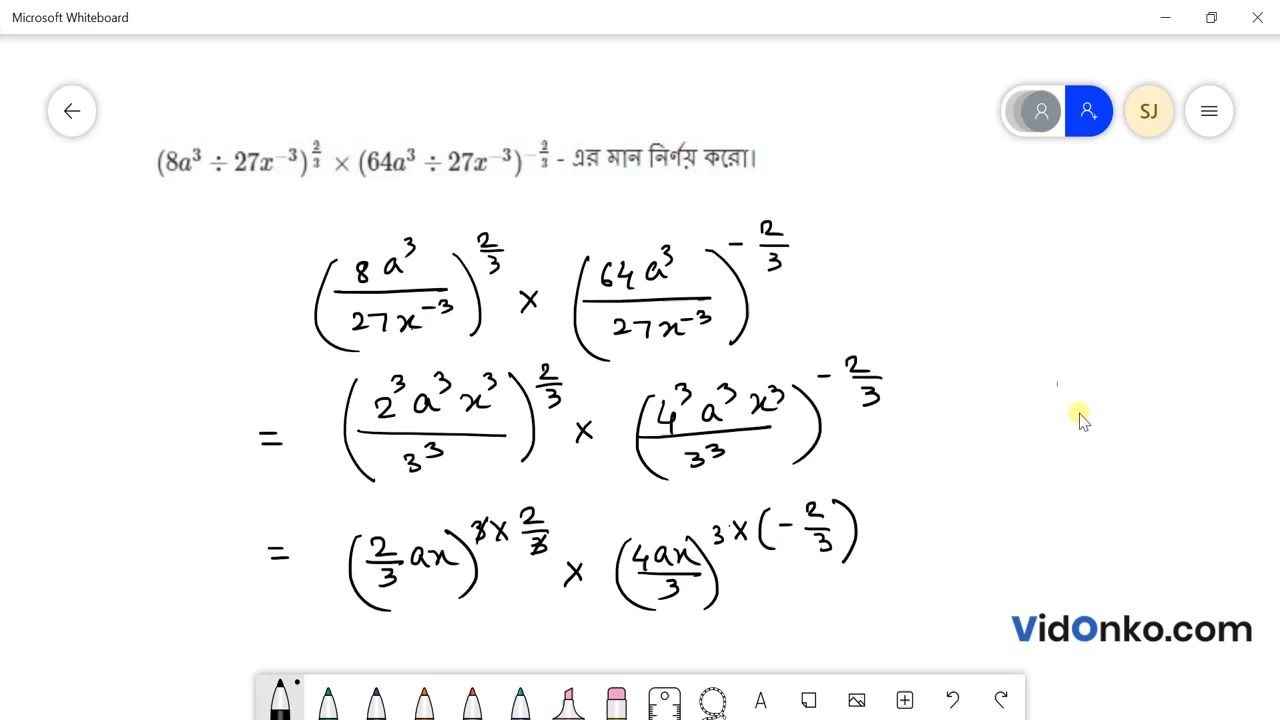 Microsoft Whiteboard
SJ
(8a³ ÷ 27x⁻³)^(2/3) × (64a³ ÷ 27x⁻³)^(-2/3) - এর মান নির্ণয় করো।
(8a³/27x⁻³)^(2/3) × (64a³/27x⁻³)^(-2/3)
= (2³a³x³/3³)^(2/3) × (4³a³x³/3³)^(-2/3)
= (2/3 ax)^(3×2/3) × (4ax/3)^(3×(-2/3))
VidOnko.com
A